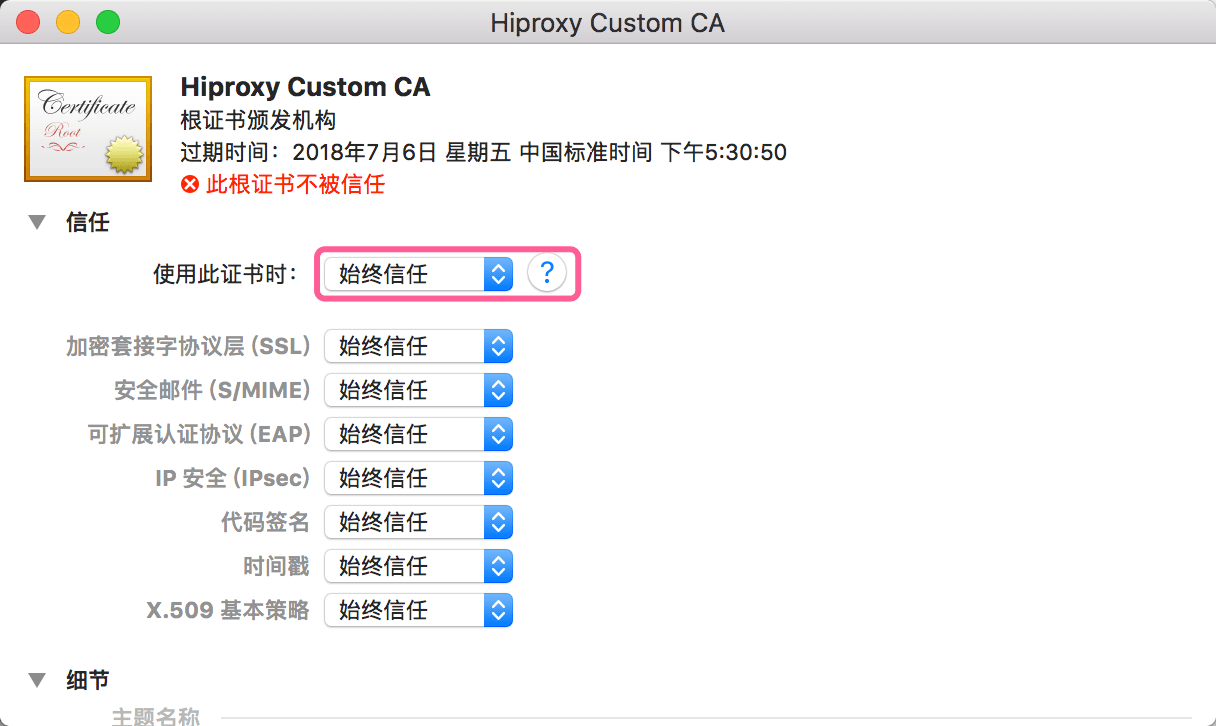 Hiproxy Custom CA
Certificate
Root
Hiproxy Custom CA
根证书颁发机构
过期时间：2018年7月6日 星期五 中国标准时间 下午5:30:50
此根证书不被信任
信任
使用此证书时： 始终信任 ?
加密套接字协议层 (SSL) 始终信任
安全邮件 (S/MIME) 始终信任
可扩展认证协议 (EAP) 始终信任
IP 安全 (IPsec) 始终信任
代码签名 始终信任
时间戳 始终信任
X.509 基本策略 始终信任
细节
主题名称